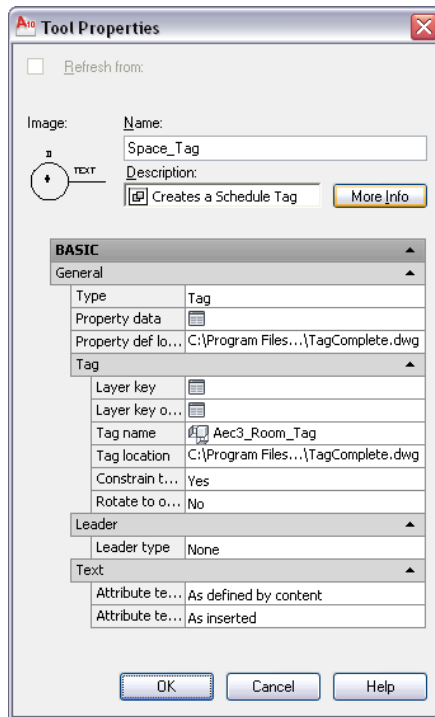 A10 Tool Properties
Refresh from:
Image:
Name:
Space_Tag
Description:
Creates a Schedule Tag
More Info
D
TEXT
BASIC
General
Type Tag
Property data
Property def lo... C:\Program Files...\TagComplete.dwg
Tag
Layer key
Layer key o...
Tag name Aec3_Room_Tag
Tag location C:\Program Files...\TagComplete.dwg
Constrain t... Yes
Rotate to o... No
Leader
Leader type None
Text
Attribute te... As defined by content
Attribute te... As inserted
OK Cancel Help